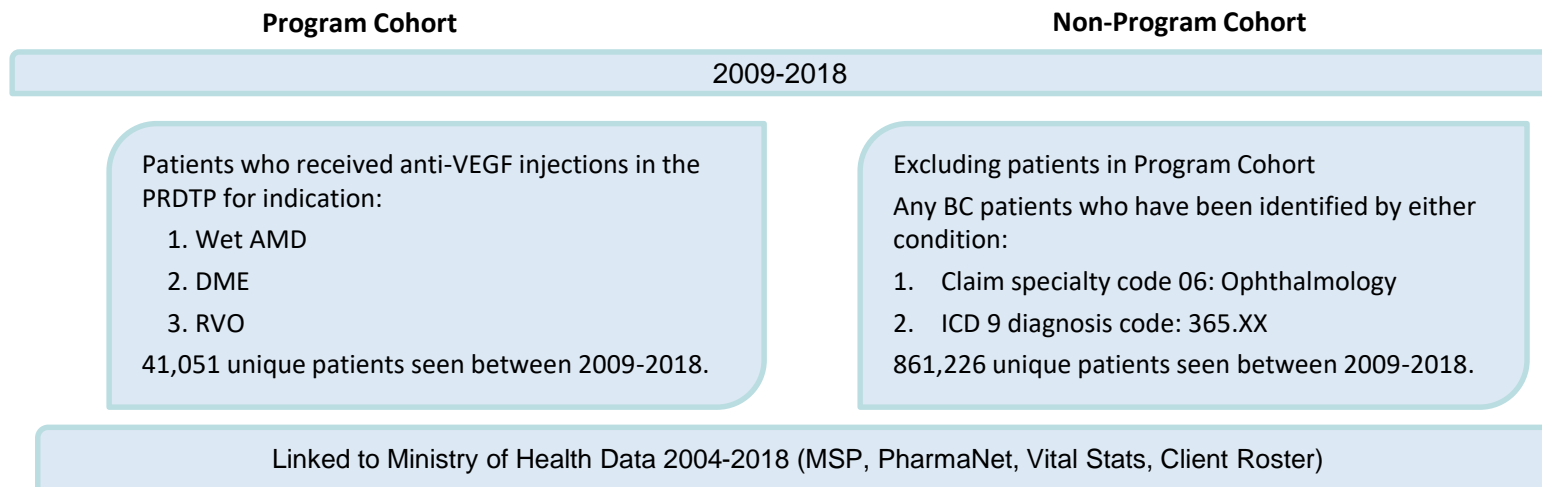 Program Cohort
Non-Program Cohort
2009-2018
Patients who received anti-VEGF injections in the
PRDTP for indication:
1. Wet AMD
2. DME
3. RVO
41,051 unique patients seen between 2009-2018.
Excluding patients in Program Cohort
Any BC patients who have been identified by either
condition:
1. Claim specialty code 06: Ophthalmology
2. ICD 9 diagnosis code: 365.XX
861,226 unique patients seen between 2009-2018.
Linked to Ministry of Health Data 2004-2018 (MSP, PharmaNet, Vital Stats, Client Roster)